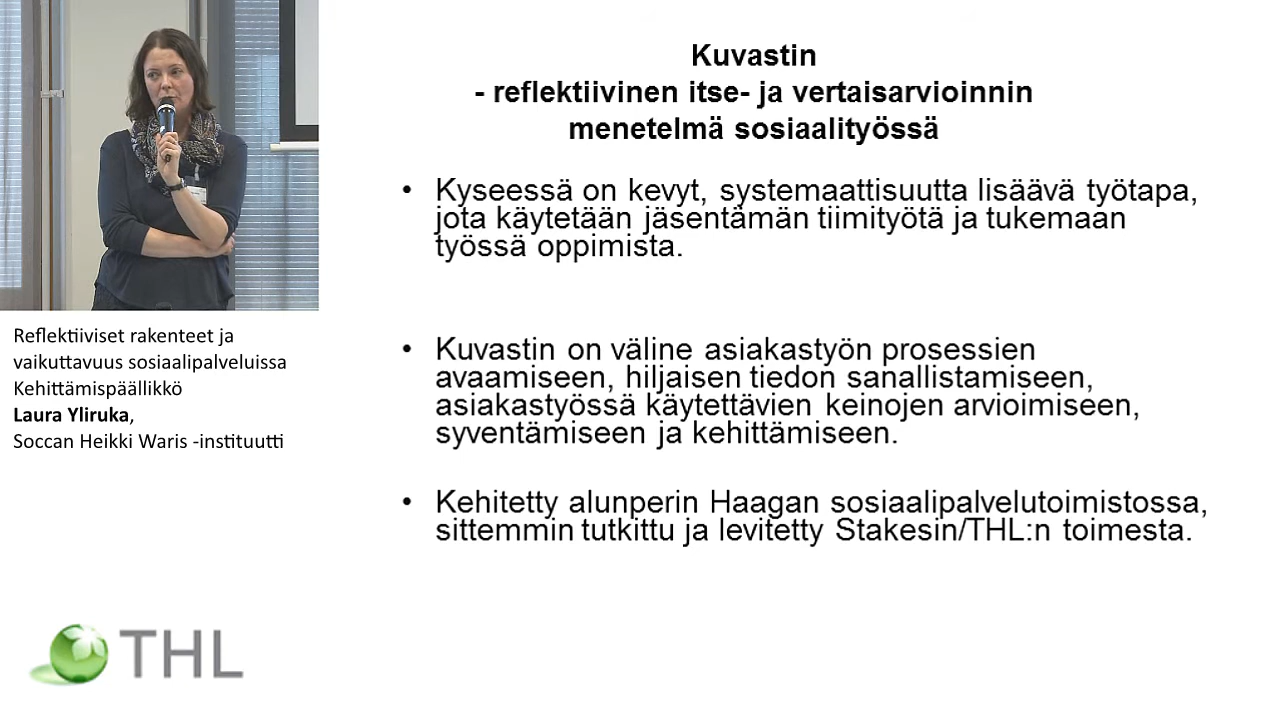 Kuvastin
- reflektiivinen itse- ja vertaisarvioinnin
menetelmä sosiaalityössä
• Kyseessä on kevyt, systemaattisuutta lisäävä työtapa,
jota käytetään jäsentämän tiimityötä ja tukemaan
työssä oppimista.
• Kuvastin on väline asiakastyön prosessien
avaamiseen, hiljaisen tiedon sanallistamiseen,
asiakastyössä käytettävien keinojen arvioimiseen,
syventämiseen ja kehittämiseen.
• Kehitetty alunperin Haagan sosiaalipalvelutoimistossa,
sittemmin tutkittu ja levitetty Stakesin/THL:n toimesta.
Reflektiiviset rakenteet ja
vaikuttavuus sosiaalipalveluissa
Kehittämispäällikkö
Laura Yliruka,
Soccan Heikki Waris -instituutti
THL